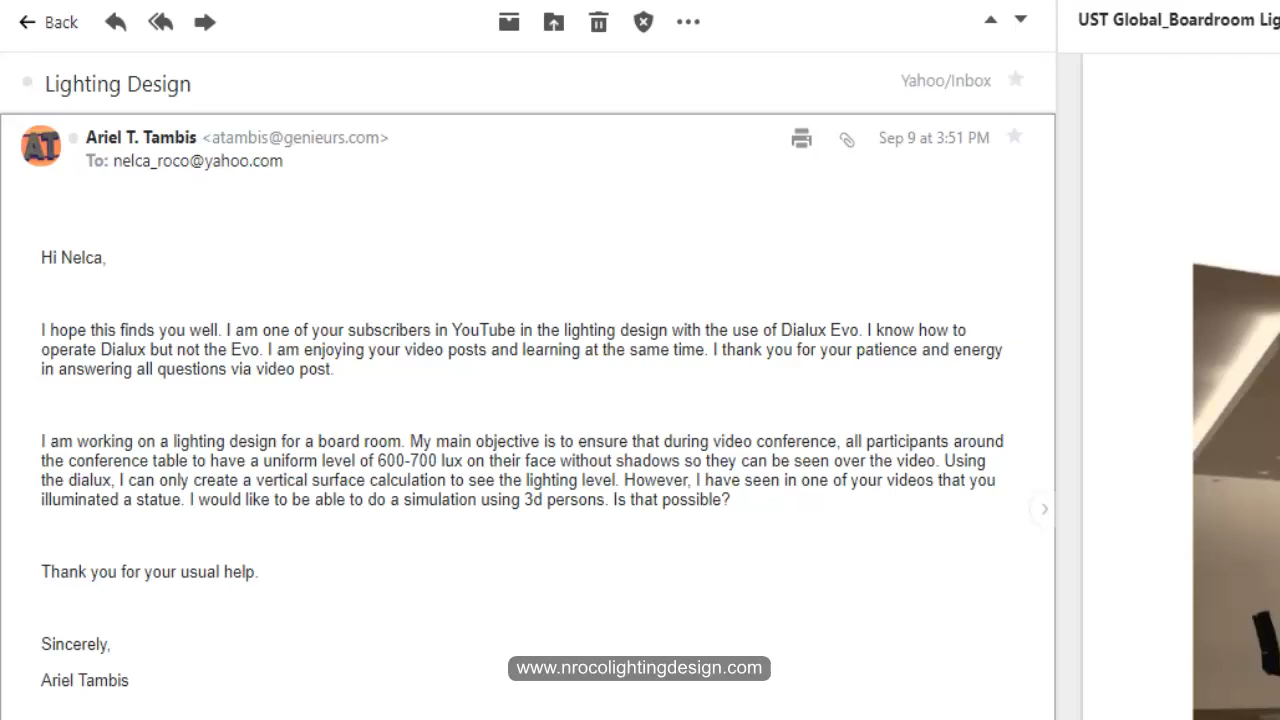 Back
UST Global_Boardroom
Lighting Design
Yahoo/Inbox
AT
Ariel T. Tambis <atambis@genieurs.com>
Sep 9 at 3:51 PM
To: nelca_roco@yahoo.com
Hi Nelca,
I hope this finds you well. I am one of your subscribers in YouTube in the lighting design with the use of Dialux Evo. I know how to
operate Dialux but not the Evo. I am enjoying your video posts and learning at the same time. I thank you for your patience and energy
in answering all questions via video post.
I am working on a lighting design for a board room. My main objective is to ensure that during video conference, all participants around
the conference table to have a uniform level of 600-700 lux on their face without shadows so they can be seen over the video. Using
the dialux, I can only create a vertical surface calculation to see the lighting level. However, I have seen in one of your videos that you
illuminated a statue. I would like to be able to do a simulation using 3d persons. Is that possible?
Thank you for your usual help.
Sincerely,
Ariel Tambis
www.nrocolightingdesign.com